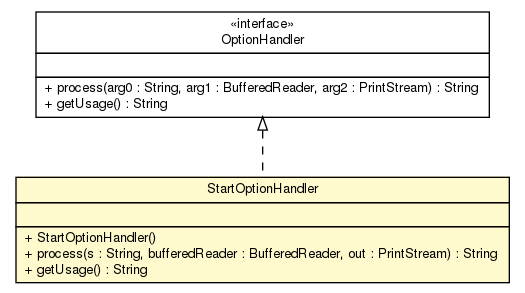 «interface»
OptionHandler
+ process(arg0 : String, arg1 : BufferedReader, arg2 : PrintStream) : String
+ getUsage() : String
StartOptionHandler
+ StartOptionHandler()
+ process(s : String, bufferedReader : BufferedReader, out : PrintStream) : String
+ getUsage() : String